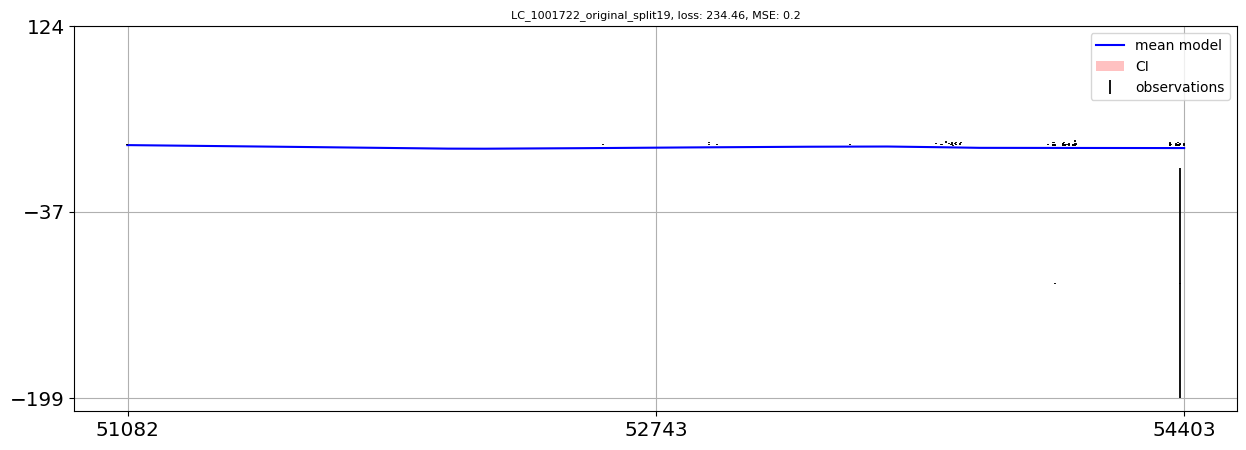 LC_1001722_original_split19, loss: 234.46, MSE: 0.2
124
−37
−199
51082
52743
54403
mean model
CI
observations